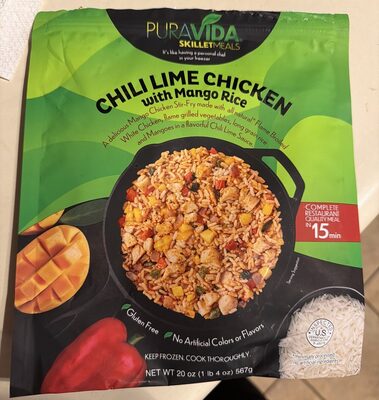 PURAVIDA
SKILLETMEALS
It's like having a personal chef
in your freezer
CHILI LIME CHICKEN
with Mango Rice
A delicious Mango Chicken Stir-Fry made with all natural* Flame Broiled
White Chicken, flame grilled vegetables, long grain rice
and Mangoes in a flavorful Chili Lime Sauce.
COMPLETE
RESTAURANT
QUALITY MEAL
IN 15 min
Gluten Free
No Artificial Colors or Flavors
KEEP FROZEN. COOK THOROUGHLY.
NET WT 20 oz (1 lb 4 oz) 567g
U.S.